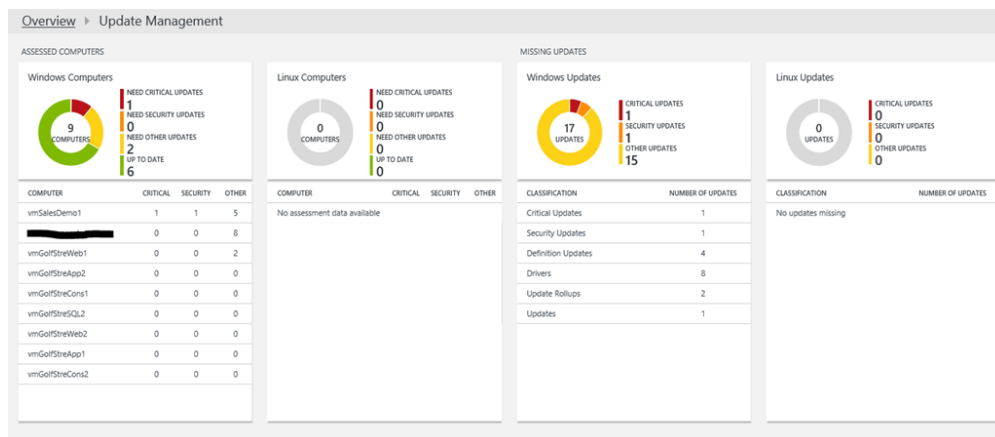 Overview Update Management
ASSESSED COMPUTERS
Windows Computers
9
COMPUTERS
NEED CRITICAL UPDATES
1
NEED SECURITY UPDATES
0
NEED OTHER UPDATES
2
UP TO DATE
6
COMPUTER CRITICAL SECURITY OTHER
vmSalesDemo1 1 1 5
0 0 8
vmGolfStreWeb1 0 0 2
vmGolfStreApp2 0 0 0
vmGolfStreCons1 0 0 0
vmGolfStreSQL2 0 0 0
vmGolfStreWeb2 0 0 0
vmGolfStreApp1 0 0 0
vmGolfStreCons2 0 0 0
Linux Computers
0
COMPUTERS
NEED CRITICAL UPDATES
0
NEED SECURITY UPDATES
0
NEED OTHER UPDATES
0
UP TO DATE
0
COMPUTER CRITICAL SECURITY OTHER
No assessment data available
MISSING UPDATES
Windows Updates
17
UPDATES
CRITICAL UPDATES
1
SECURITY UPDATES
1
OTHER UPDATES
15
CLASSIFICATION NUMBER OF UPDATES
Critical Updates 1
Security Updates 1
Definition Updates 4
Drivers 8
Update Rollups 2
Updates 1
Linux Updates
0
UPDATES
CRITICAL UPDATES
0
SECURITY UPDATES
0
OTHER UPDATES
0
CLASSIFICATION NUMBER OF UPDATES
No updates missing